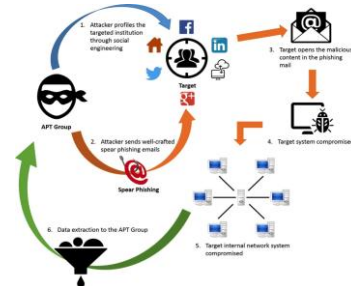 1. Attacker profiles the
targeted institution
through social
engineering
Target
3. Target opens the malicious
content in the phishing
mail
APT Group
2. Attacker sends well-crafted
spear phishing emails
Spear Phishing
4. Target system compromised
6. Data extraction to the APT Group
5. Target internal network system
compromised